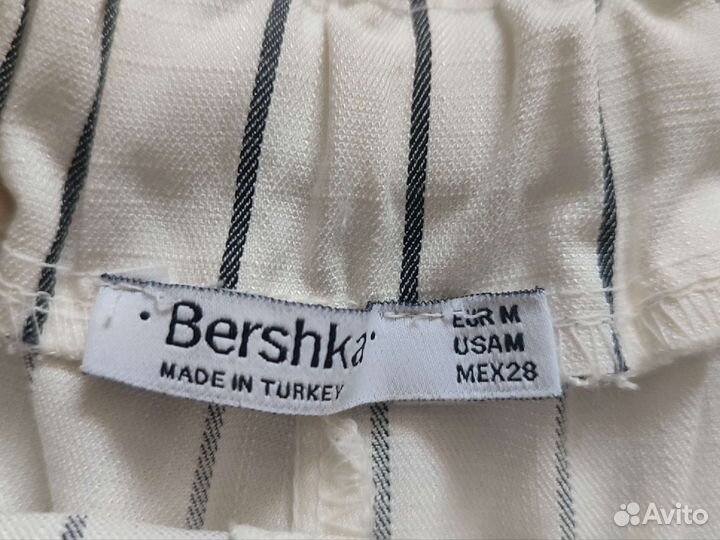 · Bershka ·
MADE IN TURKEY
EUR M
USA M
MEX 28
Avito